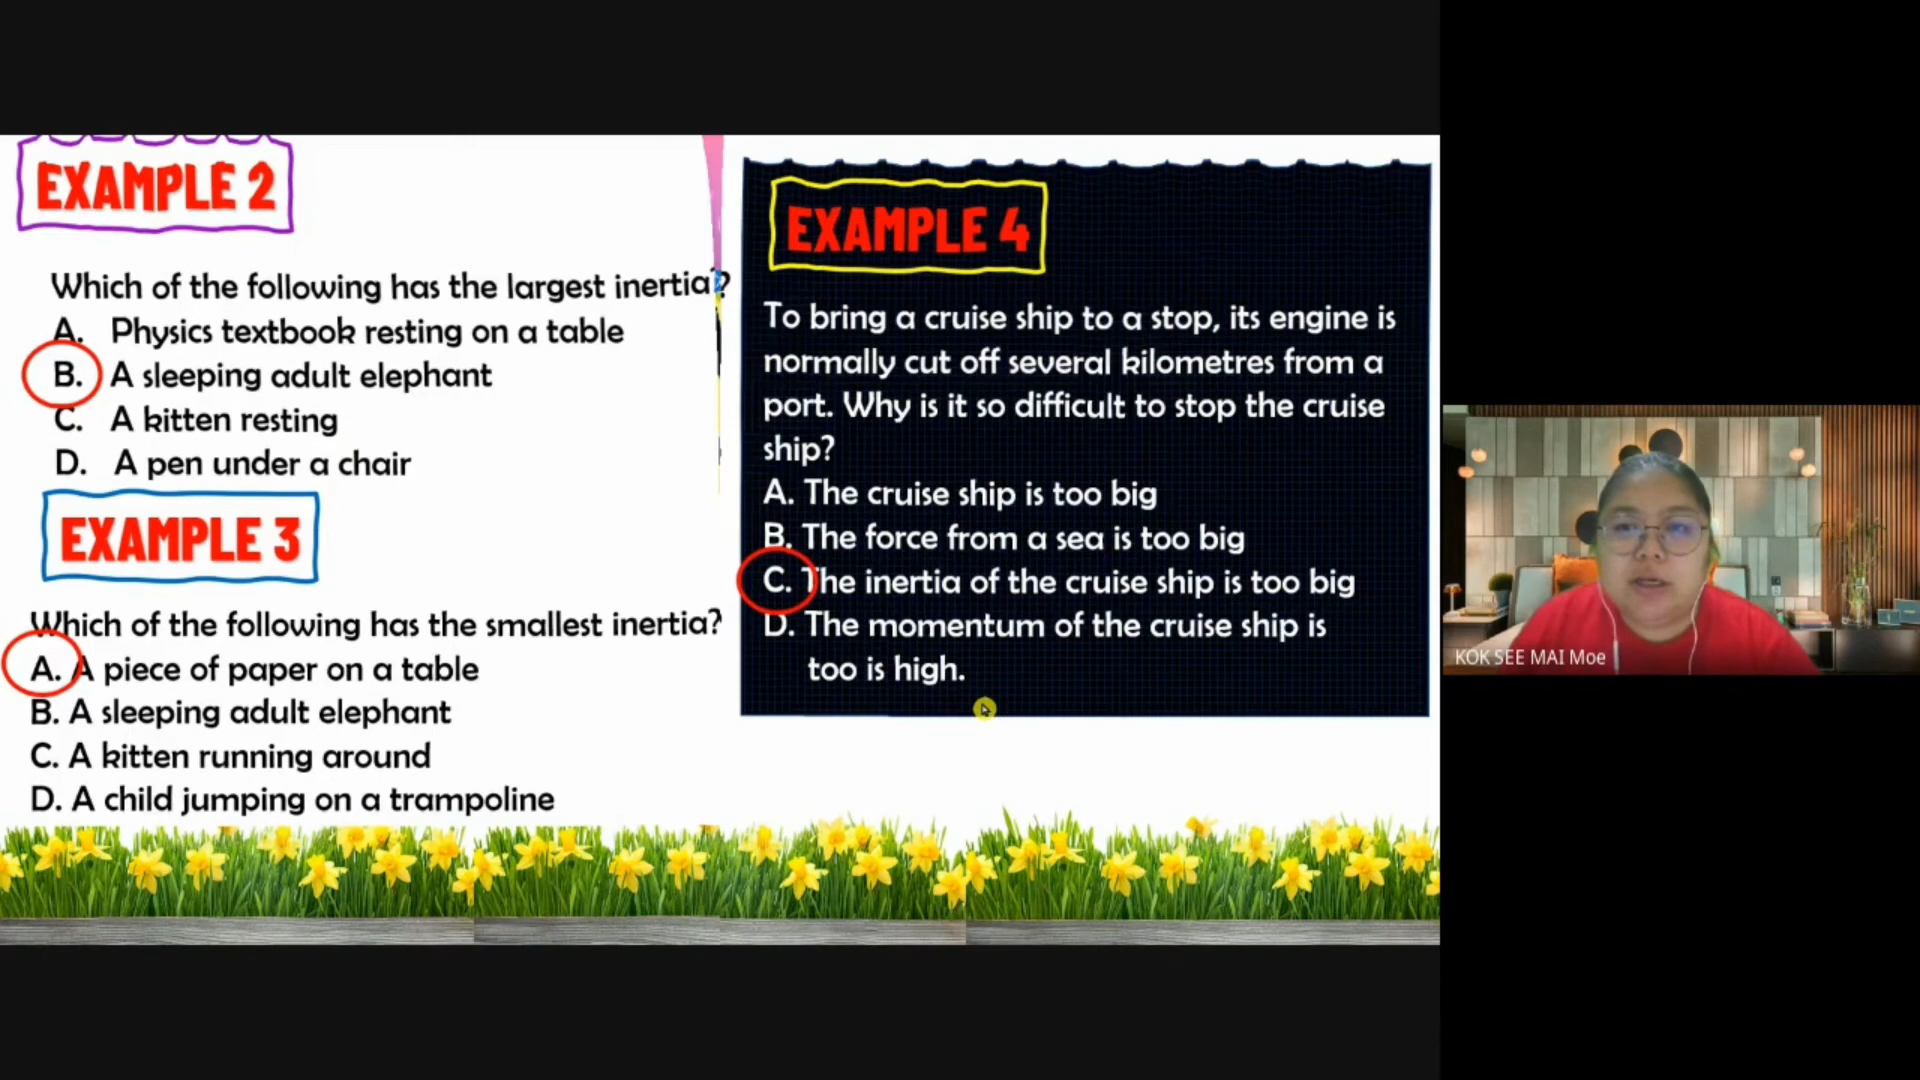 EXAMPLE 2
Which of the following has the largest inertia?
A. Physics textbook resting on a table
B. A sleeping adult elephant
C. A kitten resting
D. A pen under a chair
EXAMPLE 3
Which of the following has the smallest inertia?
A. A piece of paper on a table
B. A sleeping adult elephant
C. A kitten running around
D. A child jumping on a trampoline
EXAMPLE 4
To bring a cruise ship to a stop, its engine is
normally cut off several kilometres from a
port. Why is it so difficult to stop the cruise
ship?
A. The cruise ship is too big
B. The force from a sea is too big
C. The inertia of the cruise ship is too big
D. The momentum of the cruise ship is
too is high.
KOK SEE MAI Moe